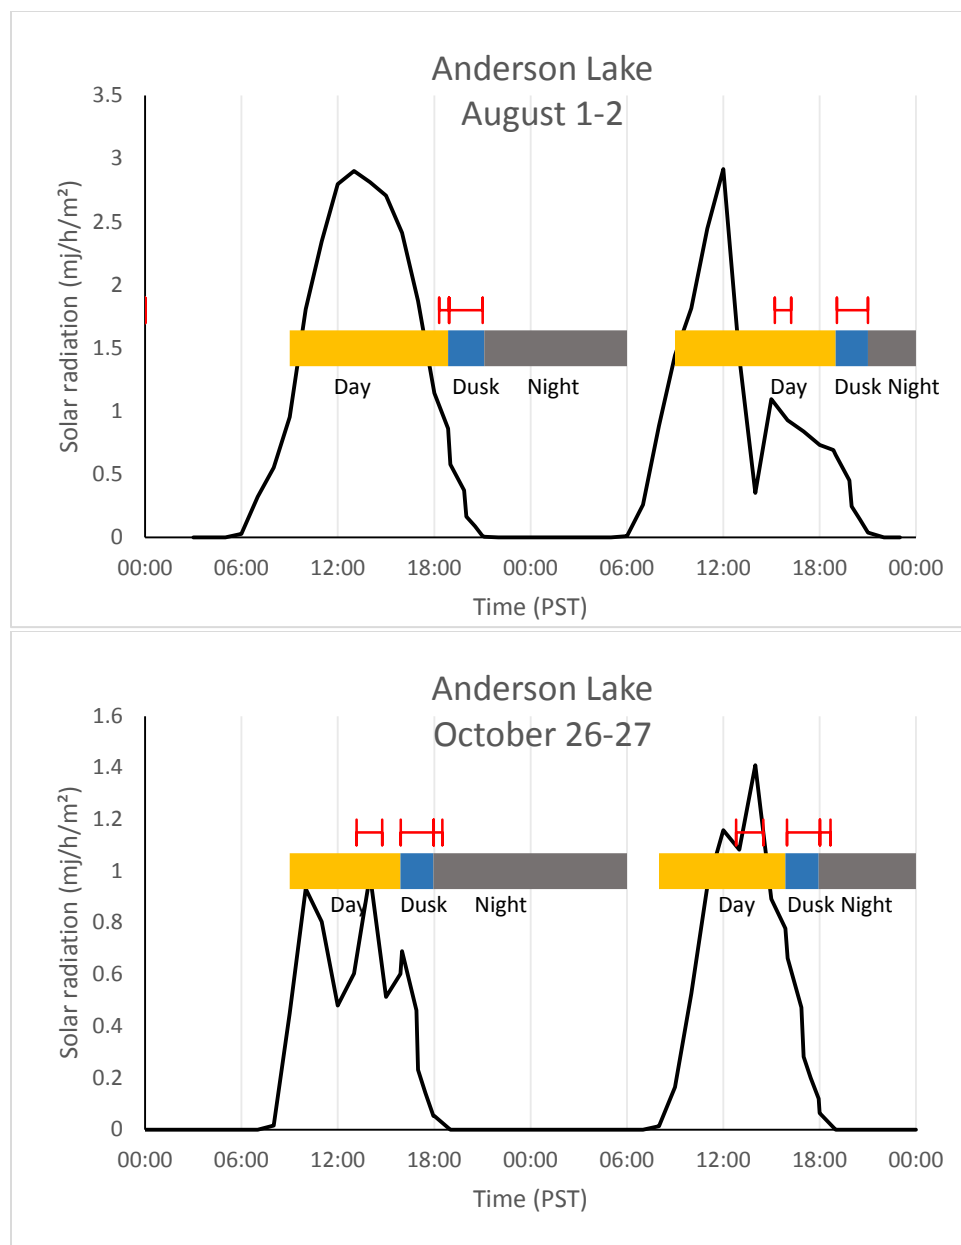 Anderson Lake
August 1-2
3.5
3
2.5
2
1.5
1
0.5
0
Solar radiation (mj/h/m²)
Day
Dusk
Night
Day
Dusk
Night
00:00
06:00
12:00
18:00
00:00
06:00
12:00
18:00
00:00
Time (PST)
Anderson Lake
October 26-27
1.6
1.4
1.2
1
0.8
0.6
0.4
0.2
0
Solar radiation (mj/h/m²)
Day
Dusk
Night
Day
Dusk
Night
00:00
06:00
12:00
18:00
00:00
06:00
12:00
18:00
00:00
Time (PST)